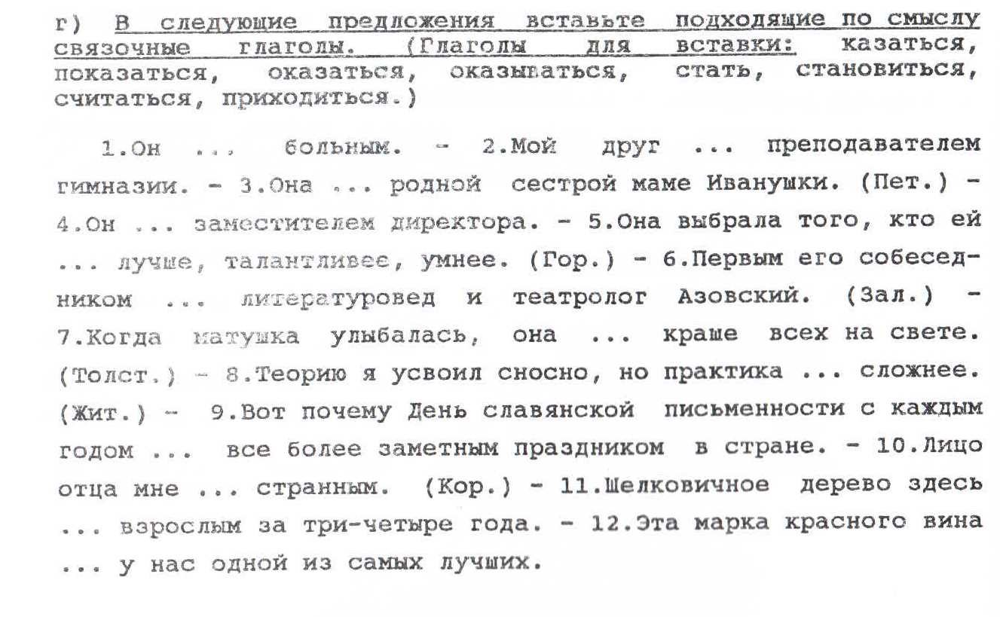 г) В следующие предложения вставьте подходящие по смыслу
связочные глаголы. (Глаголы для вставки: казаться,
показаться, оказаться, оказываться, стать, становиться,
считаться, приходиться.)
1.Он ... больным. - 2.Мой друг ... преподавателем
гимназии. - 3.Она ... родной сестрой маме Иванушки. (Пет.) -
4.Он ... заместителем директора. - 5.Она выбрала того, кто ей
... лучше, талантливее, умнее. (Гор.) - 6.Первым его собесед-
ником ... литературовед и театролог Азовский. (Зал.) -
7.Когда матушка улыбалась, она ... краше всех на свете.
(Толст.) - 8.Теорию я усвоил сносно, но практика ... сложнее.
(Жит.) - 9.Вот почему День славянской письменности с каждым
годом ... все более заметным праздником в стране. - 10.Лицо
отца мне ... странным. (Кор.) - 11.Шелковичное дерево здесь
... взрослым за три-четыре года. - 12.Эта марка красного вина
... у нас одной из самых лучших.